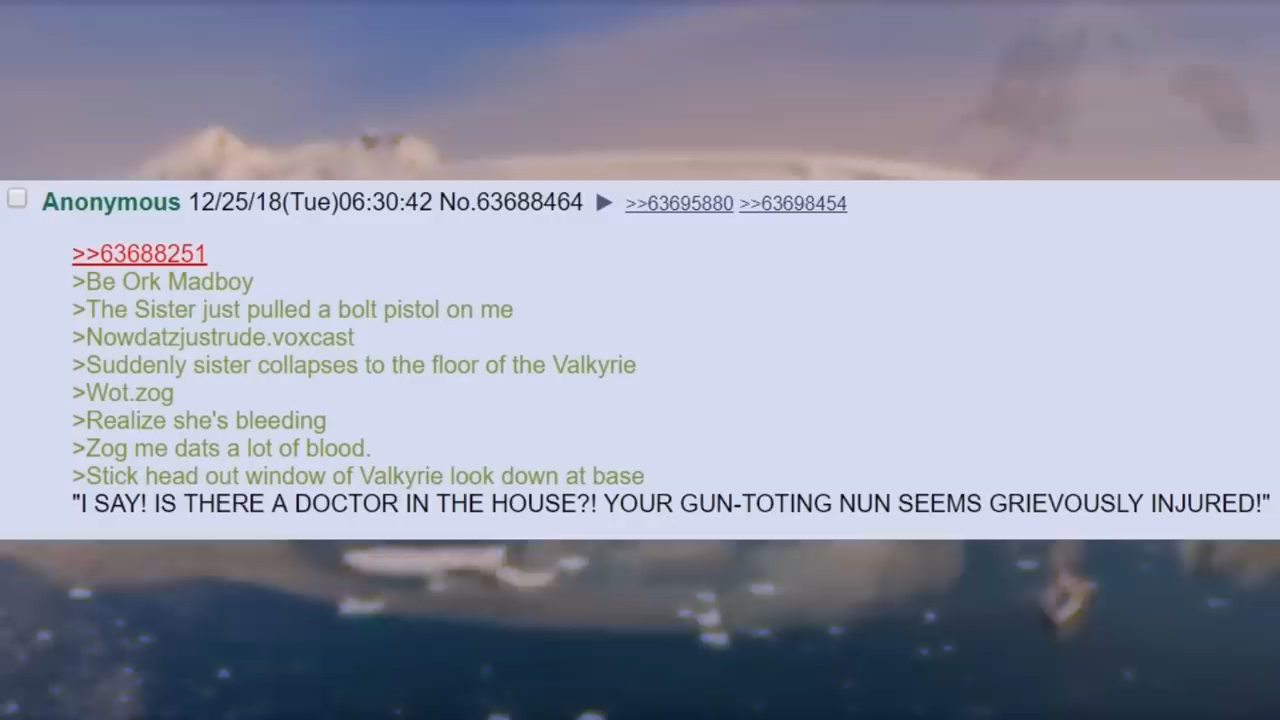 Anonymous 12/25/18(Tue)06:30:42 No.63688464 ▶ >>63695880 >>63698454
>>63688251
>Be Ork Madboy
>The Sister just pulled a bolt pistol on me
>Nowdatzjustrude.voxcast
>Suddenly sister collapses to the floor of the Valkyrie
>Wot.zog
>Realize she's bleeding
>Zog me dats a lot of blood.
>Stick head out window of Valkyrie look down at base
"I SAY! IS THERE A DOCTOR IN THE HOUSE?! YOUR GUN-TOTING NUN SEEMS GRIEVOUSLY INJURED!"